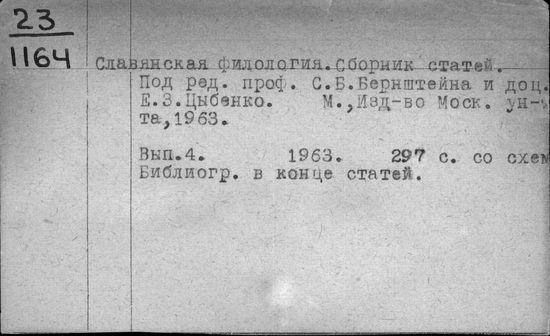 23
1164
Славянская филология. Сборник статей.
Под ред. проф. С.Б.Бернштейна и доц.
Е.З.Цыбенко. М.,Изд-во Моск. ун-
та,1963.
Вып.4. 1963. 297 с. со схем
Библиогр. в конце статей.